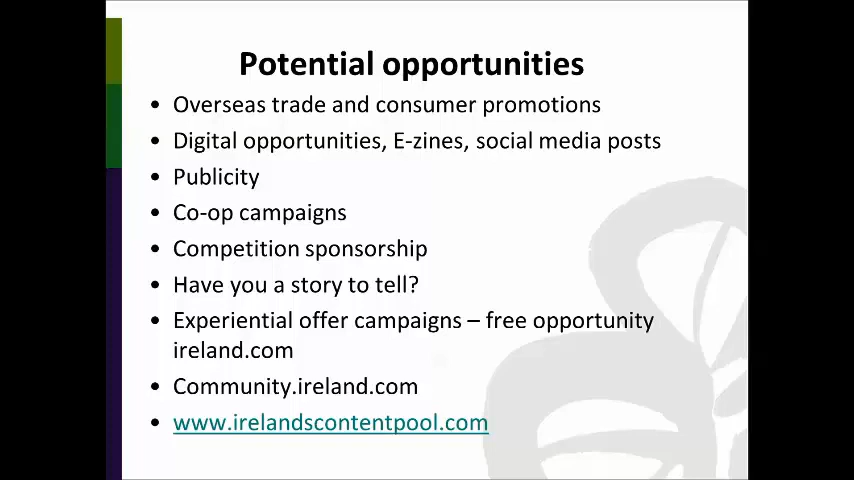 Potential opportunities
• Overseas trade and consumer promotions
• Digital opportunities, E-zines, social media posts
• Publicity
• Co-op campaigns
• Competition sponsorship
• Have you a story to tell?
• Experiential offer campaigns – free opportunity
ireland.com
• Community.ireland.com
• www.irelandscontentpool.com